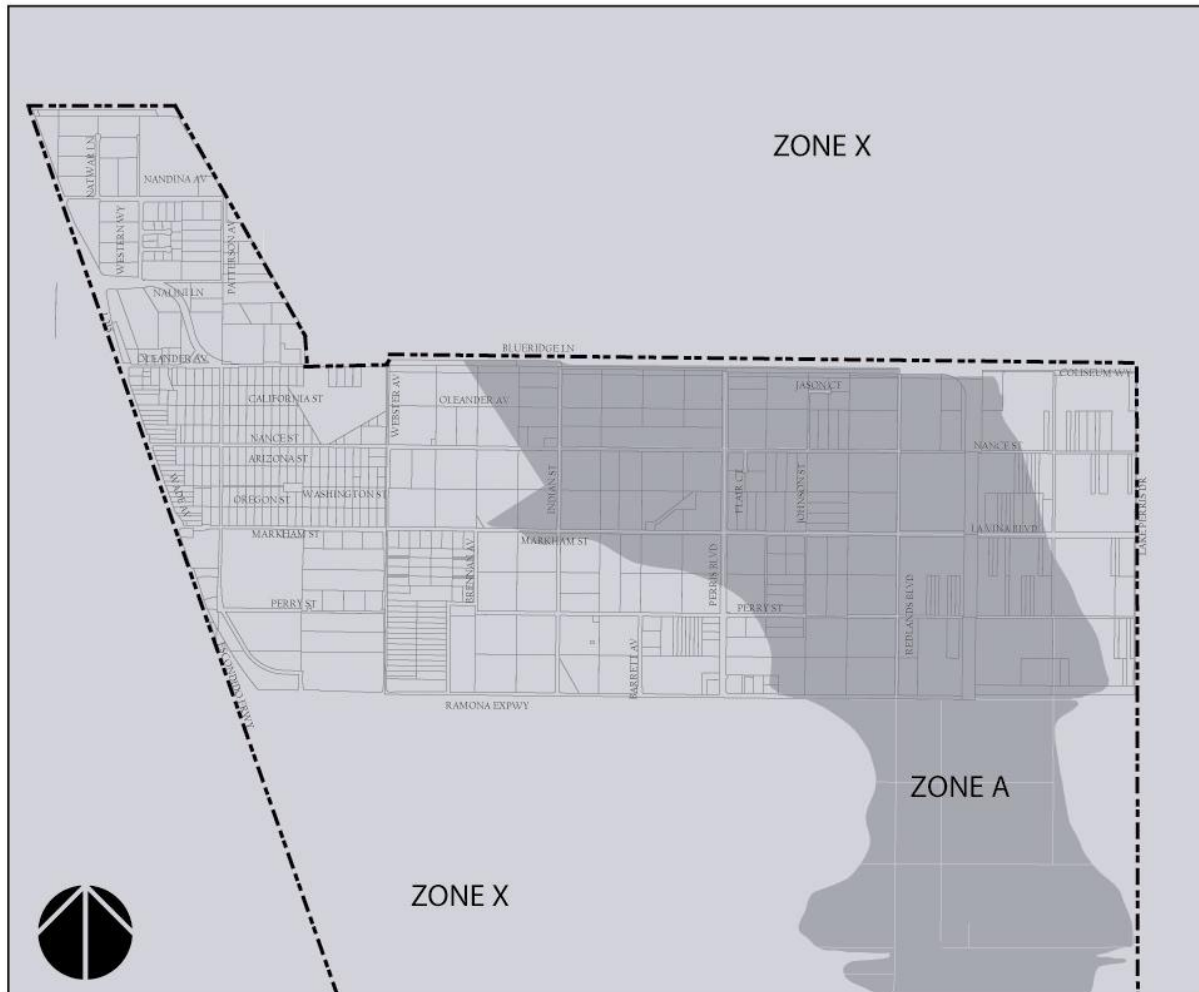 ZONE X
NATWAR LN
NANDINA AV
WESTERN WY
PATTERSON AV
NALINI LN
OLEANDER AV
BLUERIDGE LN
COLISEUM WY
JASON CT
CALIFORNIA ST
WEBSTER AV
OLEANDER AV
NANCE ST
NANCE ST
ARIZONA ST
WASHINGTON ST
OREGON ST
INDIAN ST
FLAIR CT
JOHNSON ST
LAKE PERRIS DR
MARKHAM ST
MARKHAM ST
LA VINA BLVD
BRENNAN AV
PERRIS BLVD
REDLANDS BLVD
PERRY ST
PERRY ST
BARRETT AV
ESCONDIDO FRWY
RAMONA EXPWY
ZONE A
ZONE X